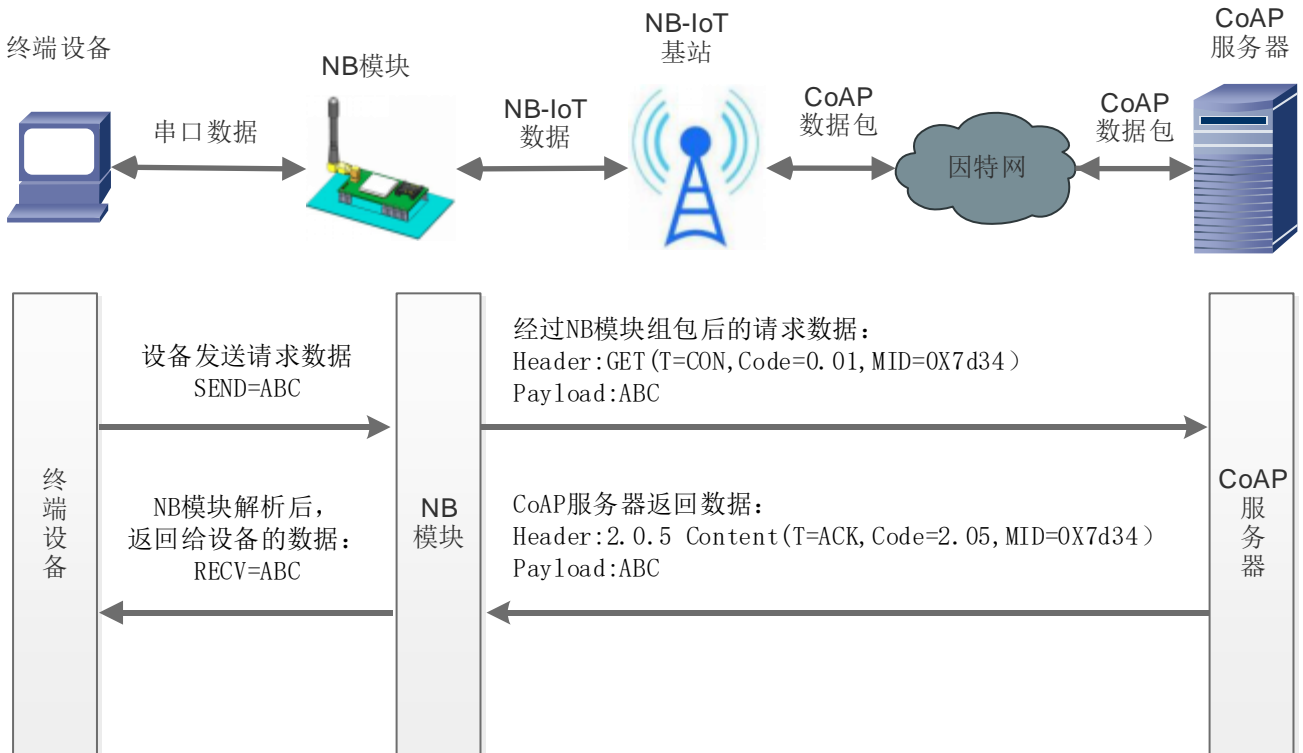 终端设备
NB模块
NB-IoT
基站
CoAP
服务器
串口数据
NB-IoT
数据
CoAP
数据包
因特网
CoAP
数据包
设备发送请求数据
SEND=ABC
经过NB模块组包后的请求数据：
Header:GET(T=CON,Code=0.01,MID=0X7d34）
Payload:ABC
终端设备
NB模块解析后，
返回给设备的数据：
RECV=ABC
NB
模块
CoAP服务器返回数据：
Header:2.0.5 Content(T=ACK,Code=2.05,MID=0X7d34）
Payload:ABC
CoAP
服务器